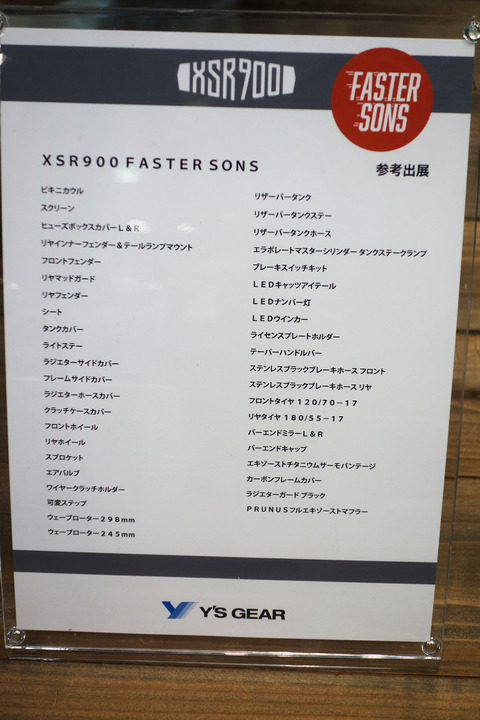 XSR900
FASTER
SONS
XSR900 FASTER SONS
参考出展
ビキニカウル
スクリーン
ヒューズボックスカバーL&R
リヤインナーフェンダー&テールランプマウント
フロントフェンダー
リヤマッドガード
リヤフェンダー
シート
タンクカバー
ライトステー
ラジエターサイドカバー
フレームサイドカバー
ラジエターホースカバー
クラッチケースカバー
フロントホイール
リヤホイール
スプロケット
エアバルブ
ワイヤークラッチホルダー
可変ステップ
ウェーブローター298mm
ウェーブローター245mm
リザーバータンク
リザーバータンクステー
リザーバータンクホース
エラボレートマスターシリンダー タンクステークランプ
ブレーキスイッチキット
LEDキャッツアイテール
LEDナンバー灯
LEDウインカー
ライセンスプレートホルダー
テーパーハンドルバー
ステンレスブラックブレーキホース フロント
ステンレスブラックブレーキホース リヤ
フロントタイヤ 120/70-17
リヤタイヤ 180/55-17
バーエンドミラーL&R
バーエンドキャップ
エキゾーストチタニウムサーモバンテージ
カーボンフレームカバー
ラジエターガード ブラック
PRUNUSフルエキゾーストマフラー
Y'S GEAR